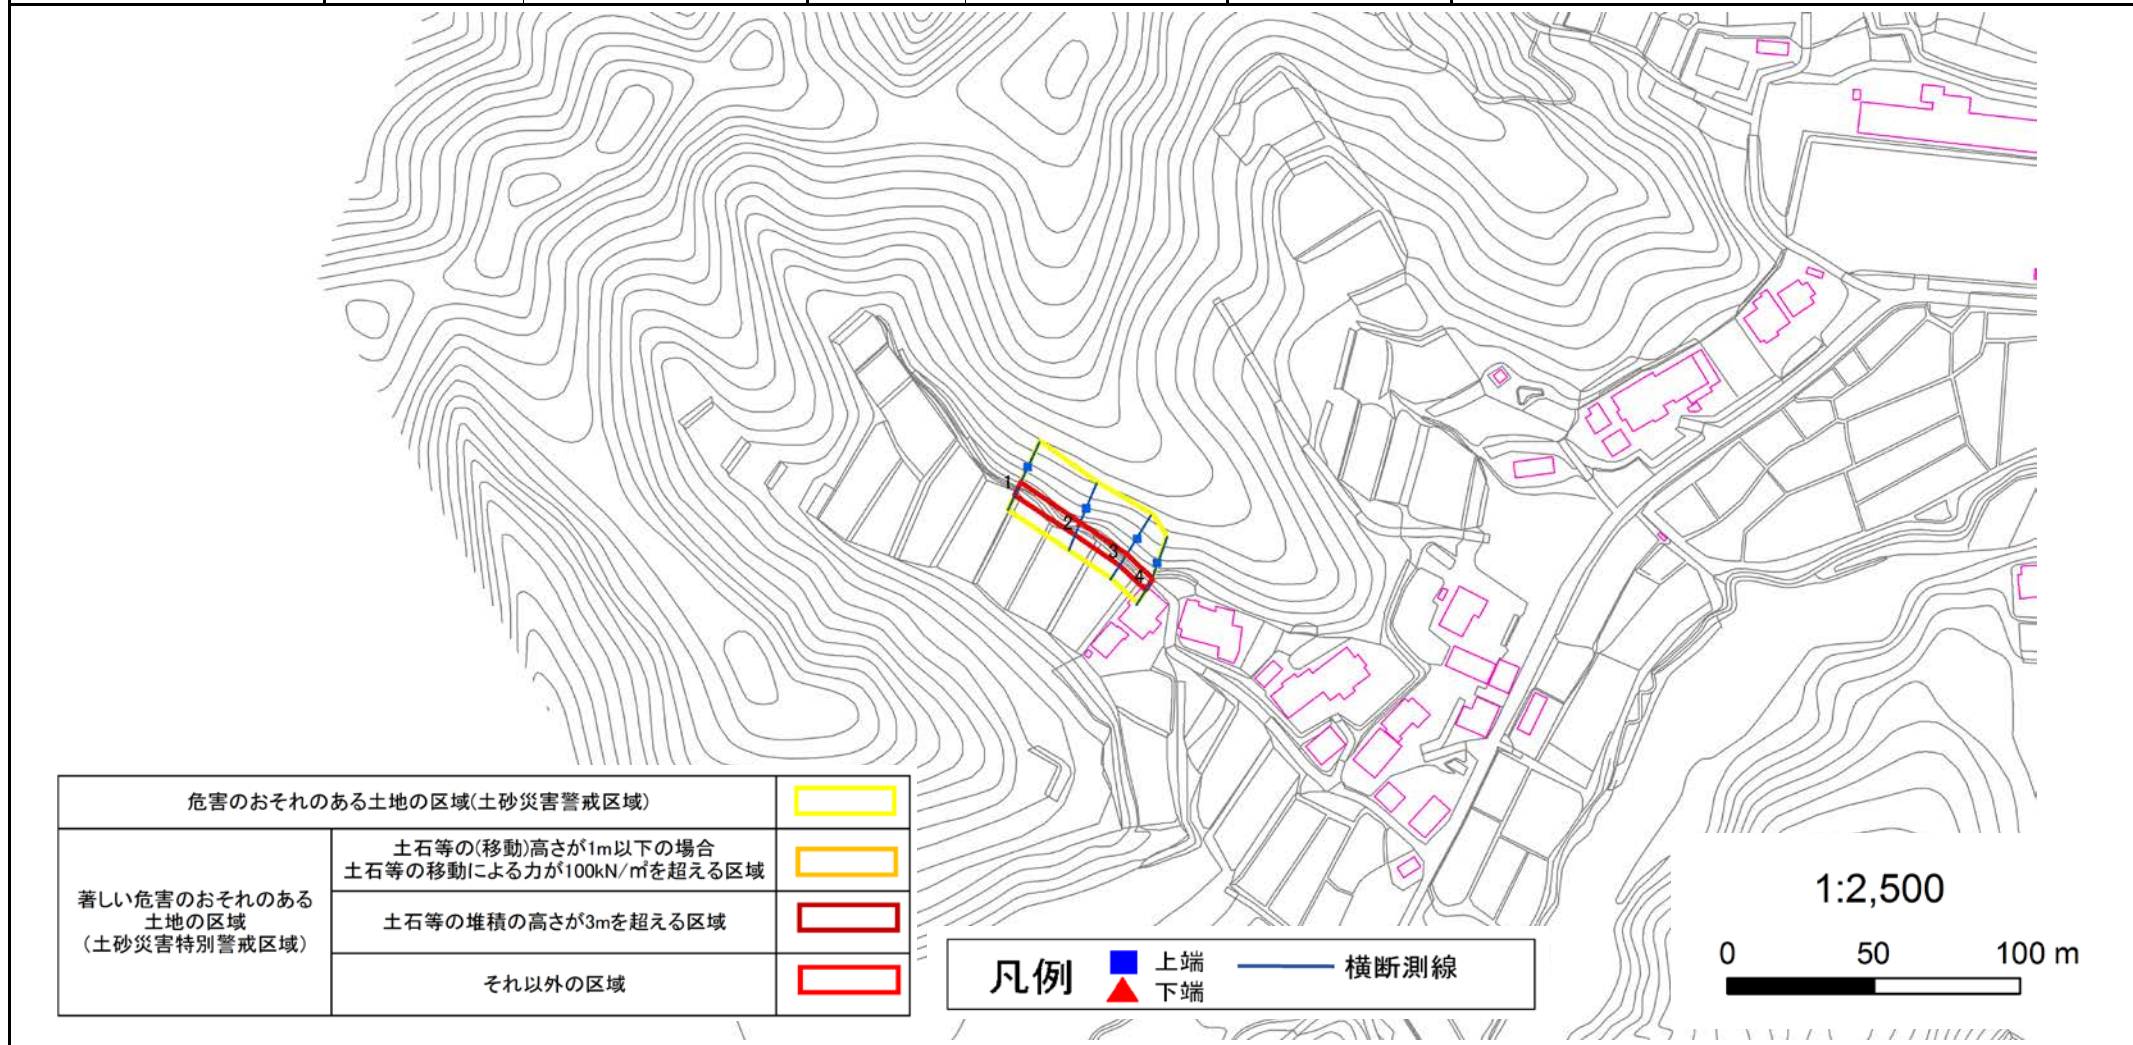 1
2
3
4
危害のおそれのある土地の区域(土砂災害警戒区域)
著しい危害のおそれのある
土地の区域
(土砂災害特別警戒区域)
土石等の(移動)高さが1m以下の場合
土石等の移動による力が100kN/㎡を超える区域
土石等の堆積の高さが3mを超える区域
それ以外の区域
凡例
上端
下端
横断測線
1:2,500
0 50 100 m